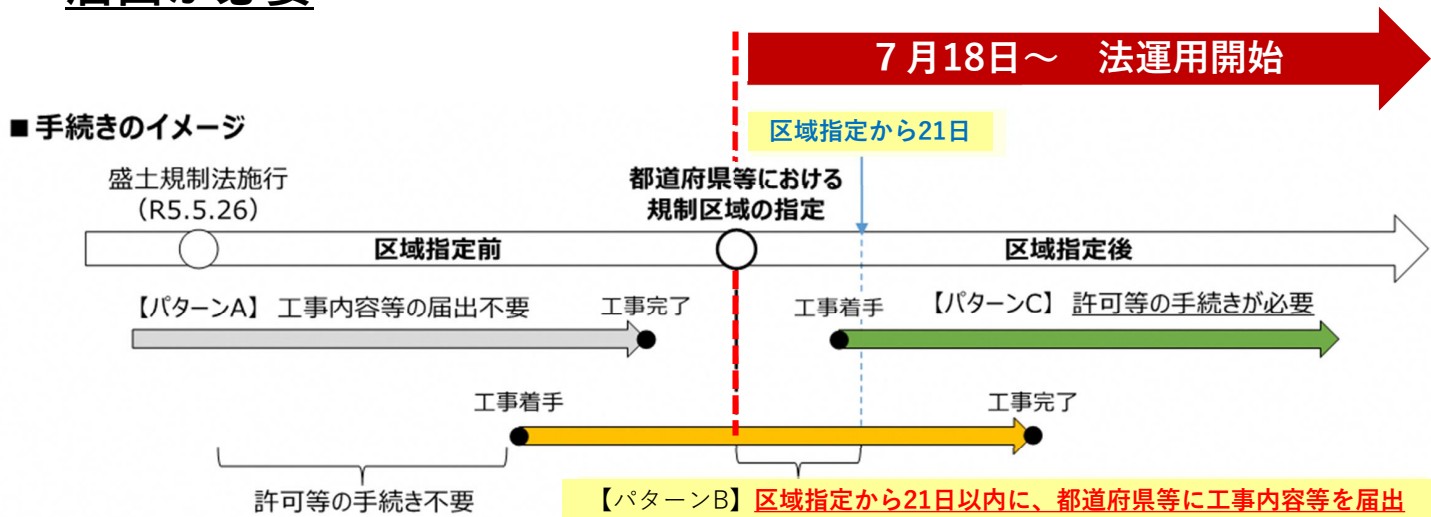 届出が必要
７月18日～　法運用開始
■手続きのイメージ
区域指定から21日
盛土規制法施行
（R5.5.26）
都道府県等における
規制区域の指定
区域指定前
区域指定後
【パターンA】 工事内容等の届出不要
工事完了
工事着手
【パターンC】 許可等の手続きが必要
工事着手
工事完了
許可等の手続き不要
【パターンB】区域指定から21日以内に、都道府県等に工事内容等を届出